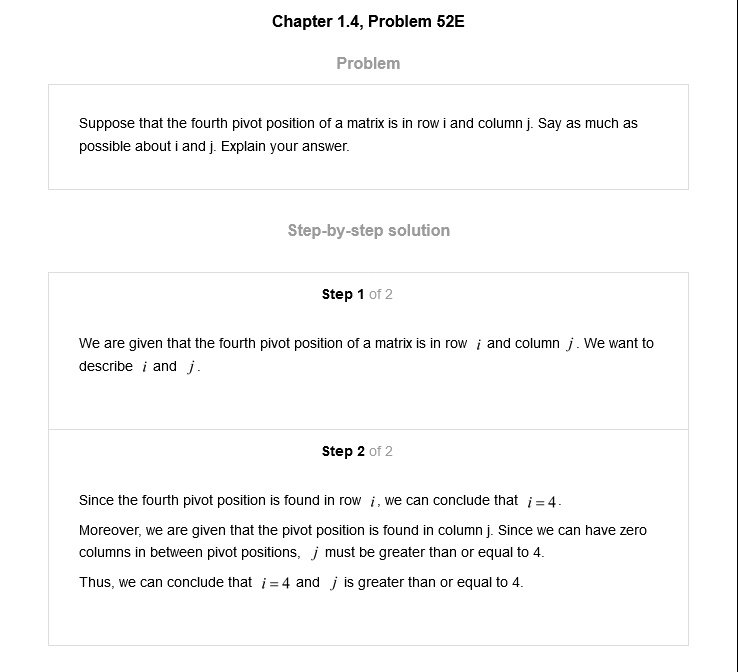 Chapter 1.4, Problem 52E
Problem
Suppose that the fourth pivot position of a matrix is in row i and column j. Say as much as
possible about i and j. Explain your answer.
Step-by-step solution
Step 1 of 2
We are given that the fourth pivot position of a matrix is in row i and column j. We want to
describe i and j.
Step 2 of 2
Since the fourth pivot position is found in row i, we can conclude that i = 4.
Moreover, we are given that the pivot position is found in column j. Since we can have zero
columns in between pivot positions, j must be greater than or equal to 4.
Thus, we can conclude that i = 4 and j is greater than or equal to 4.